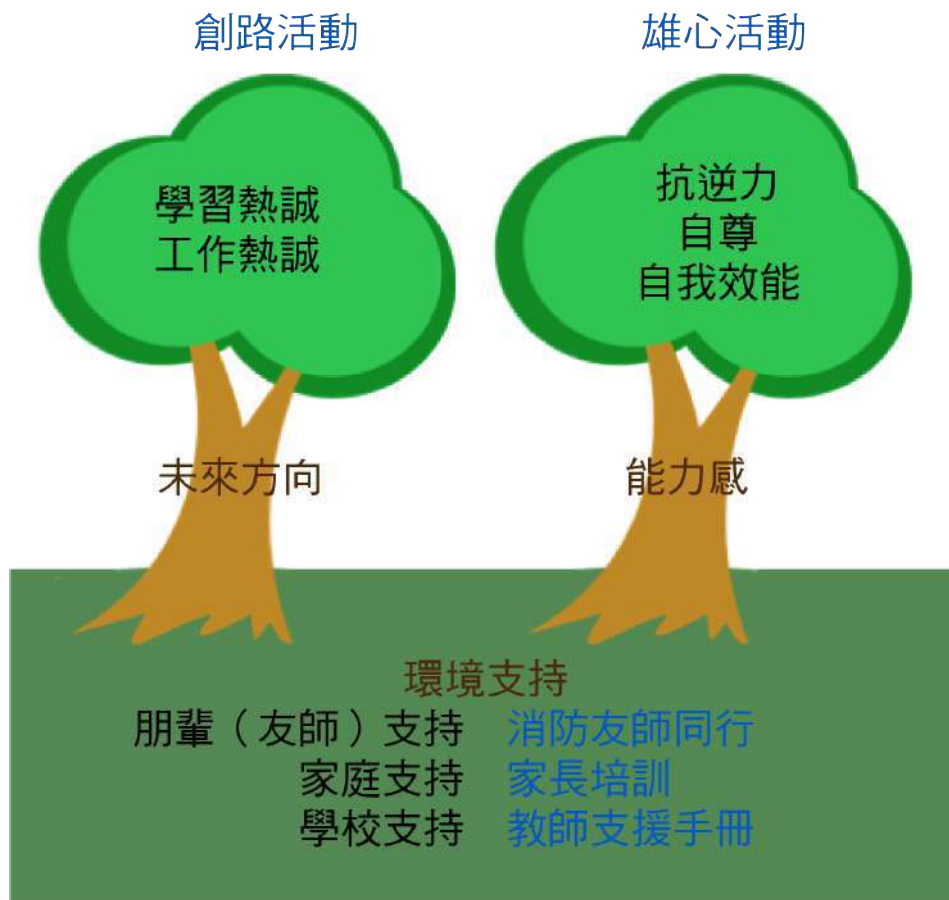 創路活動
雄心活動
學習熱誠
工作熱誠
抗逆力
自尊
自我效能
未來方向
能力感
環境支持
朋輩（友師）支持 消防友師同行
家庭支持 家長培訓
學校支持 教師支援手冊